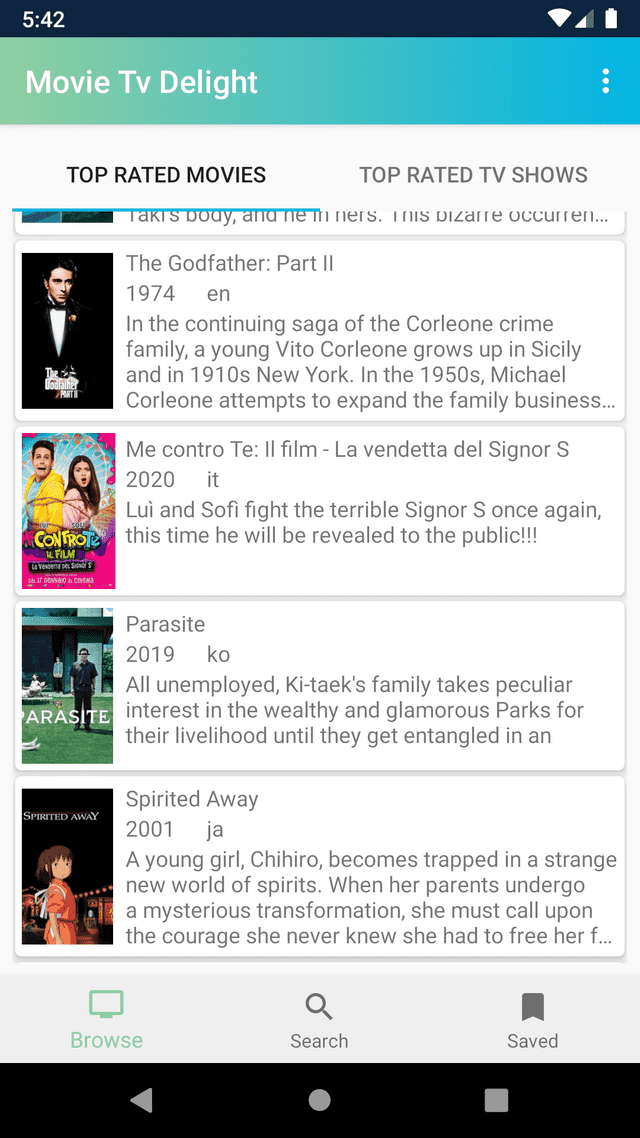 5:42
Movie Tv Delight
TOP RATED MOVIES
TOP RATED TV SHOWS
Taki's body, and he in hers. This bizarre occurren...
The Godfather: Part II
1974 en
In the continuing saga of the Corleone crime
family, a young Vito Corleone grows up in Sicily
and in 1910s New York. In the 1950s, Michael
Corleone attempts to expand the family business...
The
Godfather
PART II
Me contro Te: Il film - La vendetta del Signor S
2020 it
Luì and Sofì fight the terrible Signor S once again,
this time he will be revealed to the public!!!
CONTRO TE
IL FILM
LA VENDETTA DEL SIGNOR S
DAL 17 GENNAIO AL CINEMA
Parasite
2019 ko
All unemployed, Ki-taek's family takes peculiar
interest in the wealthy and glamorous Parks for
their livelihood until they get entangled in an
PARASITE
Spirited Away
2001 ja
A young girl, Chihiro, becomes trapped in a strange
new world of spirits. When her parents undergo
a mysterious transformation, she must call upon
the courage she never knew she had to free her f...
SPIRITED AWAY
Browse
Search
Saved